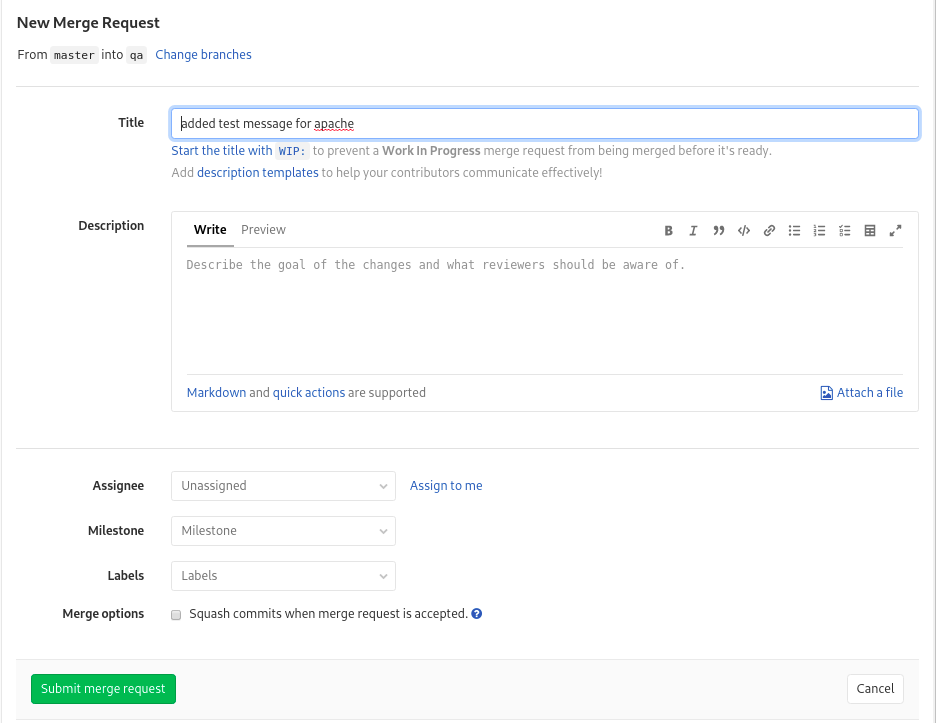 New Merge Request
From master into qa Change branches
Title
added test message for apache
Start the title with WIP: to prevent a Work In Progress merge request from being merged before it's ready.
Add description templates to help your contributors communicate effectively!
Description
Write Preview
Describe the goal of the changes and what reviewers should be aware of.
Markdown and quick actions are supported
Attach a file
Assignee
Unassigned
Assign to me
Milestone
Milestone
Labels
Labels
Merge options
Squash commits when merge request is accepted.
Submit merge request
Cancel